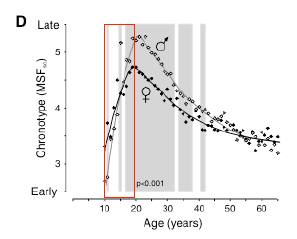 D
Late
5
4
3
Early
Chronotype (MSFsc)
♂
♀
p<0.001
10 20 30 40 50 60
Age (years)